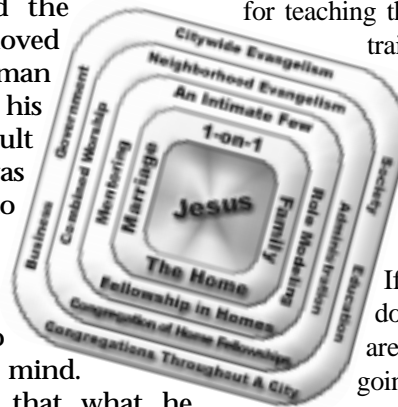 d the
oved
man
his
ult
as
o
o
mind.
that what he
for teaching th
trai
If
do
are
goin
Citywide Evangelism
Neighborhood Evangelism
An Intimate Few
1-on-1
Government
Business
Combined Worship
Mentoring
Marriage
Jesus
Family
Role Modeling
Administration
Society
Education
The Home
Fellowship in Homes
Congregation of Home Fellowships
Congregations Throughout A City